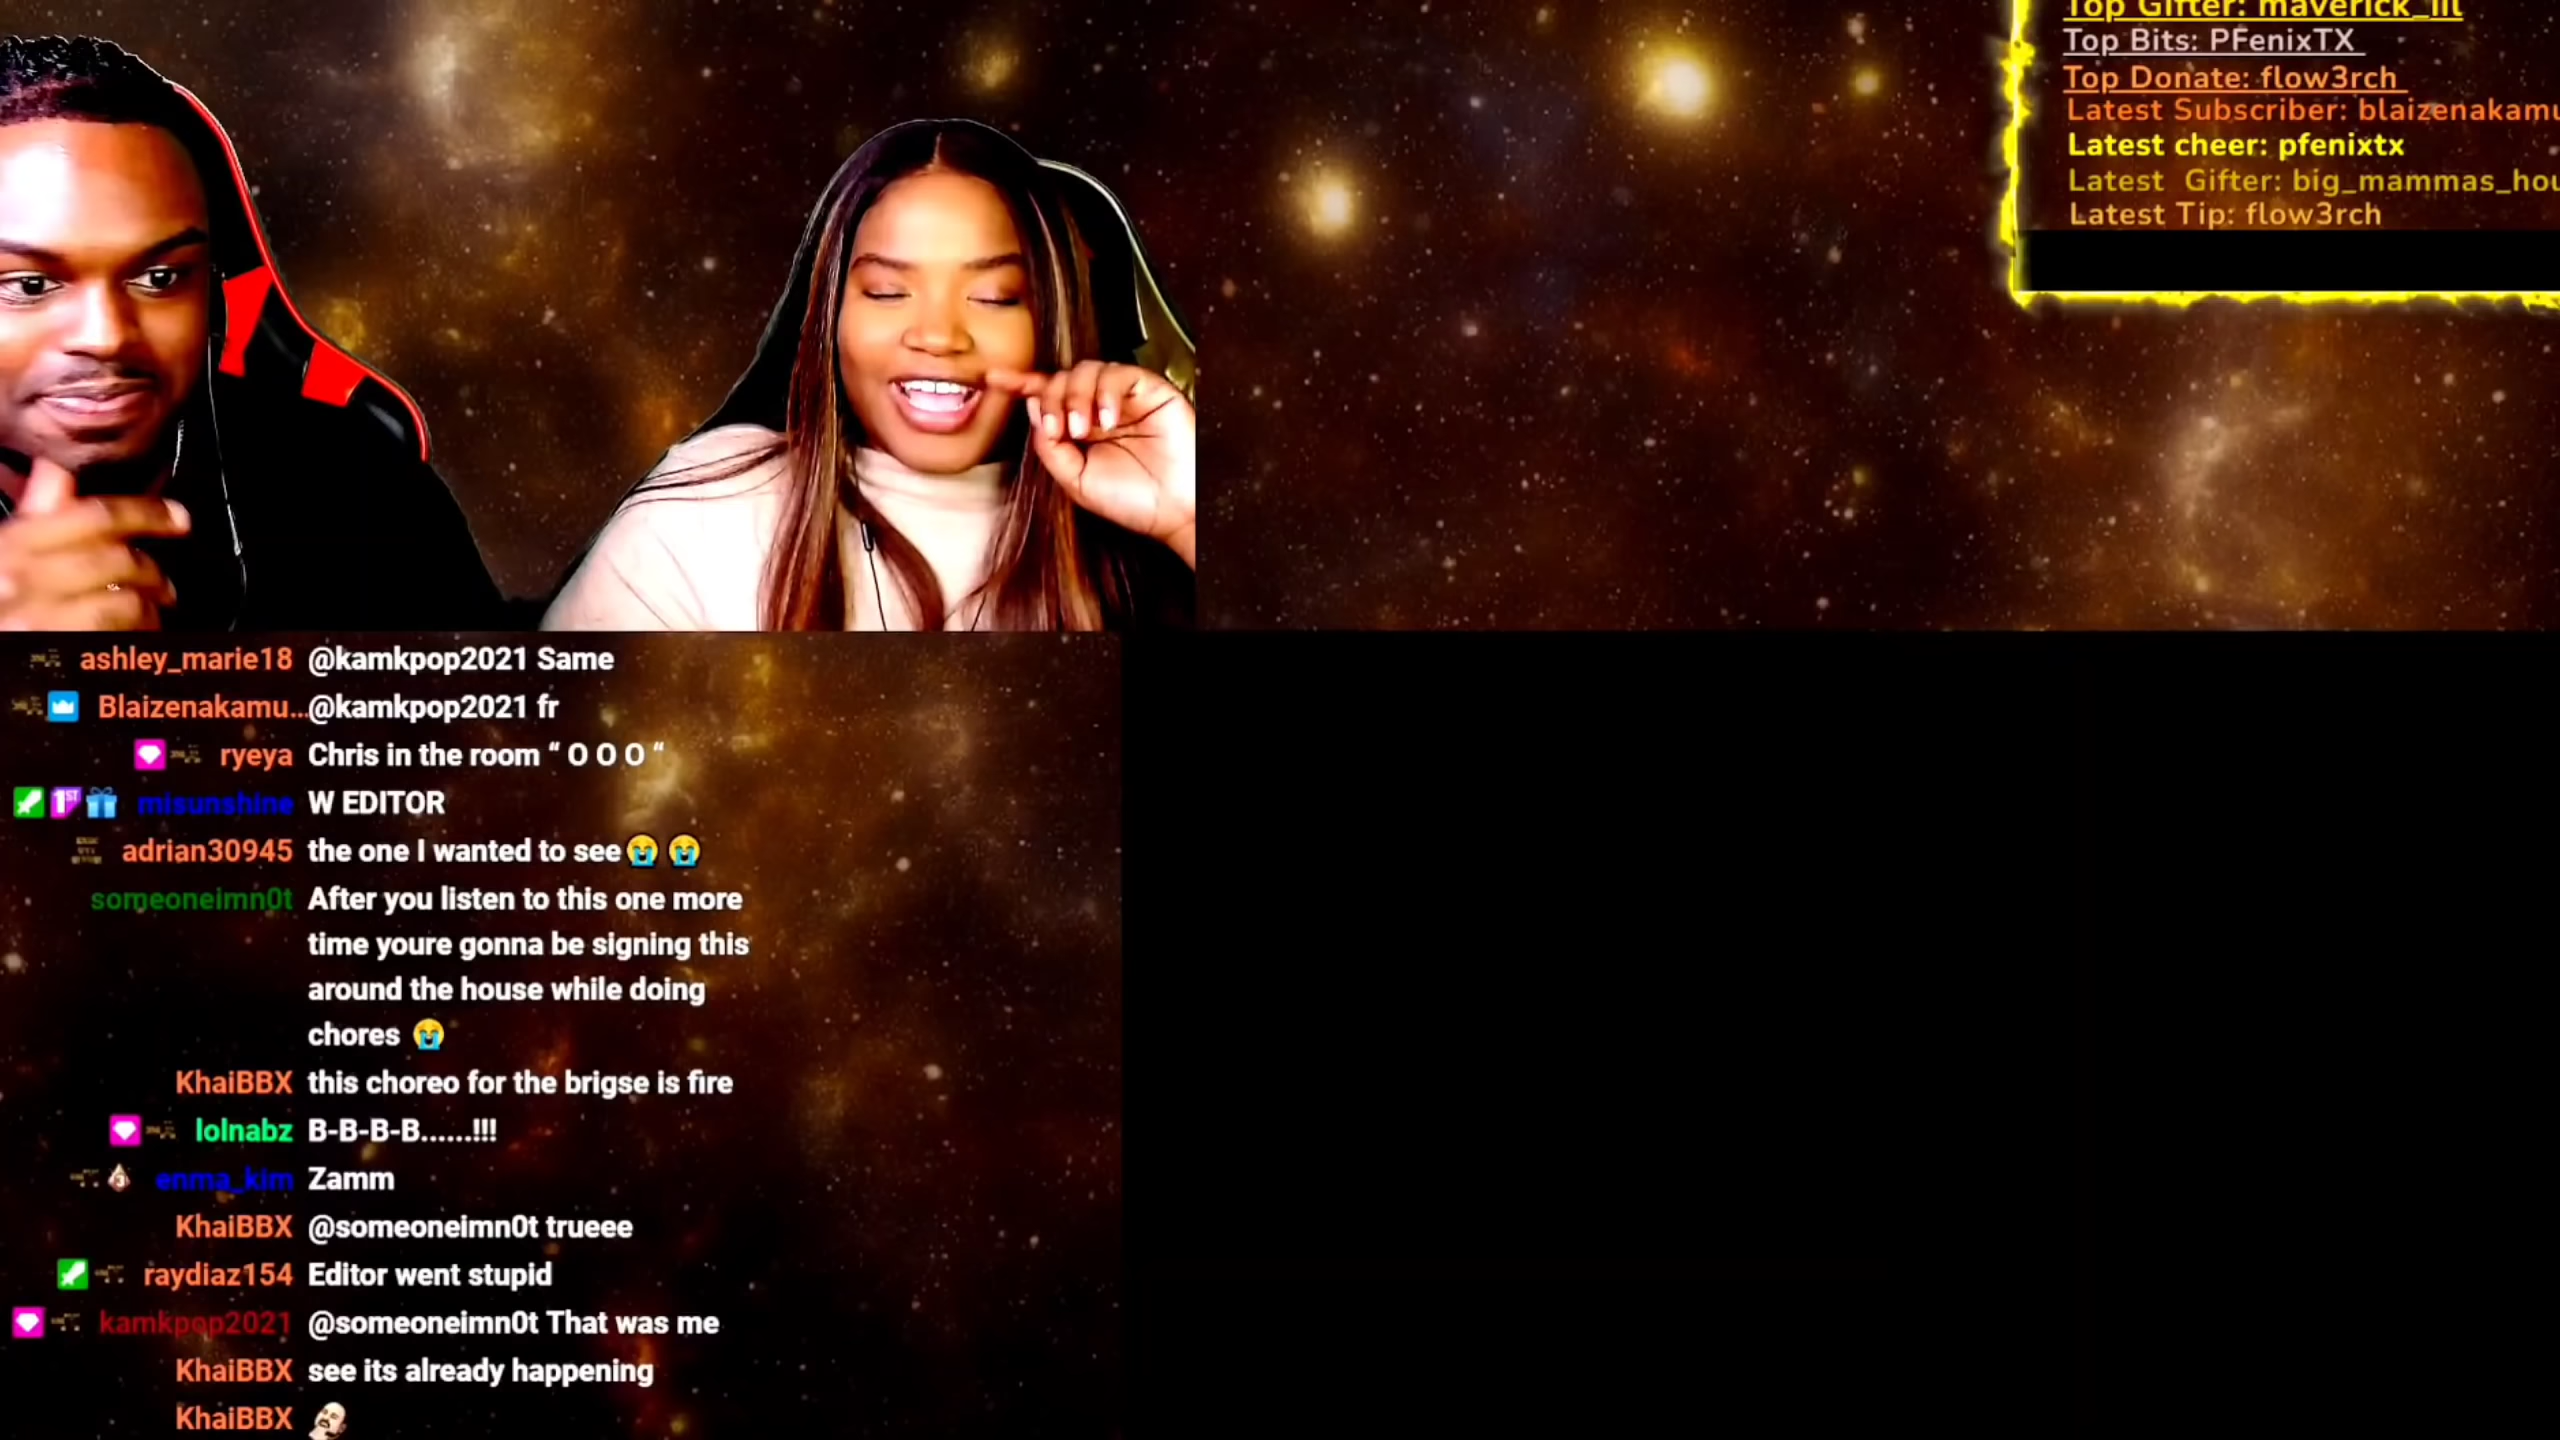 Top Gifter: maverick_lil
Top Bits: PFenixTX
Top Donate: flow3rch
Latest Subscriber: blaizenakamu
Latest cheer: pfenixtx
Latest Gifter: big_mammas_hou
Latest Tip: flow3rch
ashley_marie18 @kamkpop2021 Same
Blaizenakamu... @kamkpop2021 fr
ryeya Chris in the room “ O O O “
1ST misunshine W EDITOR
adrian30945 the one I wanted to see😭 😭
someoneimn0t After you listen to this one more
time youre gonna be signing this
around the house while doing
chores 😭
KhaiBBX this choreo for the brigse is fire
lolnabz B-B-B-B......!!!
enma_kim Zamm
KhaiBBX @someoneimn0t trueee
raydiaz154 Editor went stupid
kamkpop2021 @someoneimn0t That was me
KhaiBBX see its already happening
KhaiBBX